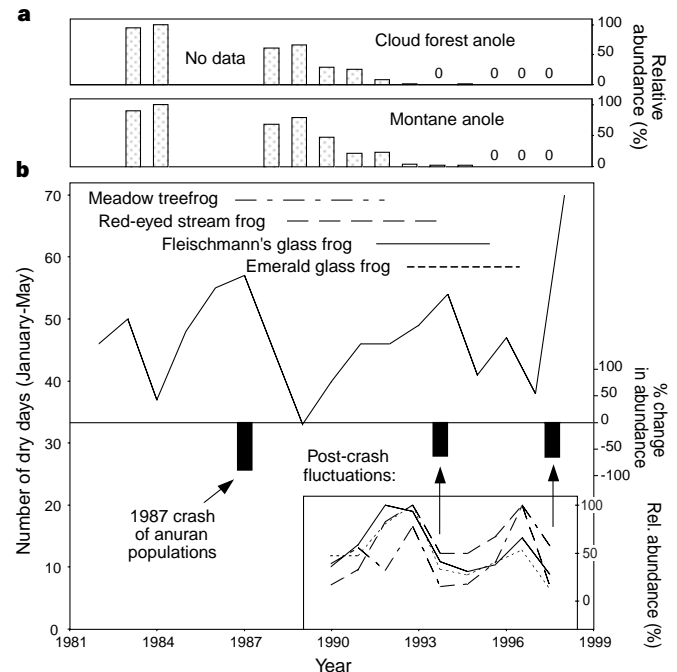 a
Cloud forest anole
No data
0 0 0 0
100
50
0
Relative
abundance (%)
Montane anole
0 0 0
100
50
0
b
Meadow treefrog
Red-eyed stream frog
Fleischmann's glass frog
Emerald glass frog
Number of dry days (January-May)
70
60
50
40
30
20
10
0
100
50
0
-50
-100
% change
in abundance
Post-crash
fluctuations:
1987 crash
of anuran
populations
100
50
0
Rel. abundance (%)
1981 1984 1987 1990 1993 1996 1999
Year